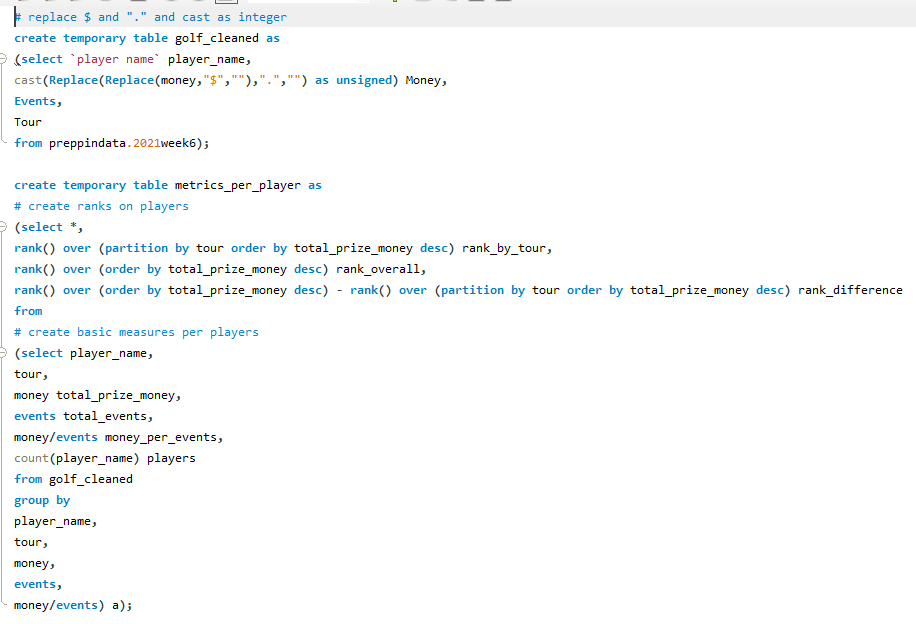 # replace $ and "." and cast as integer
create temporary table golf_cleaned as
(select `player name` player_name,
cast(Replace(Replace(money,"$",""),".","") as unsigned) Money,
Events,
Tour
from preppindata.2021week6);
create temporary table metrics_per_player as
# create ranks on players
(select *,
rank() over (partition by tour order by total_prize_money desc) rank_by_tour,
rank() over (order by total_prize_money desc) rank_overall,
rank() over (order by total_prize_money desc) - rank() over (partition by tour order by total_prize_money desc) rank_difference
from
# create basic measures per players
(select player_name,
tour,
money total_prize_money,
events total_events,
money/events money_per_events,
count(player_name) players
from golf_cleaned
group by
player_name,
tour,
money,
events,
money/events) a);